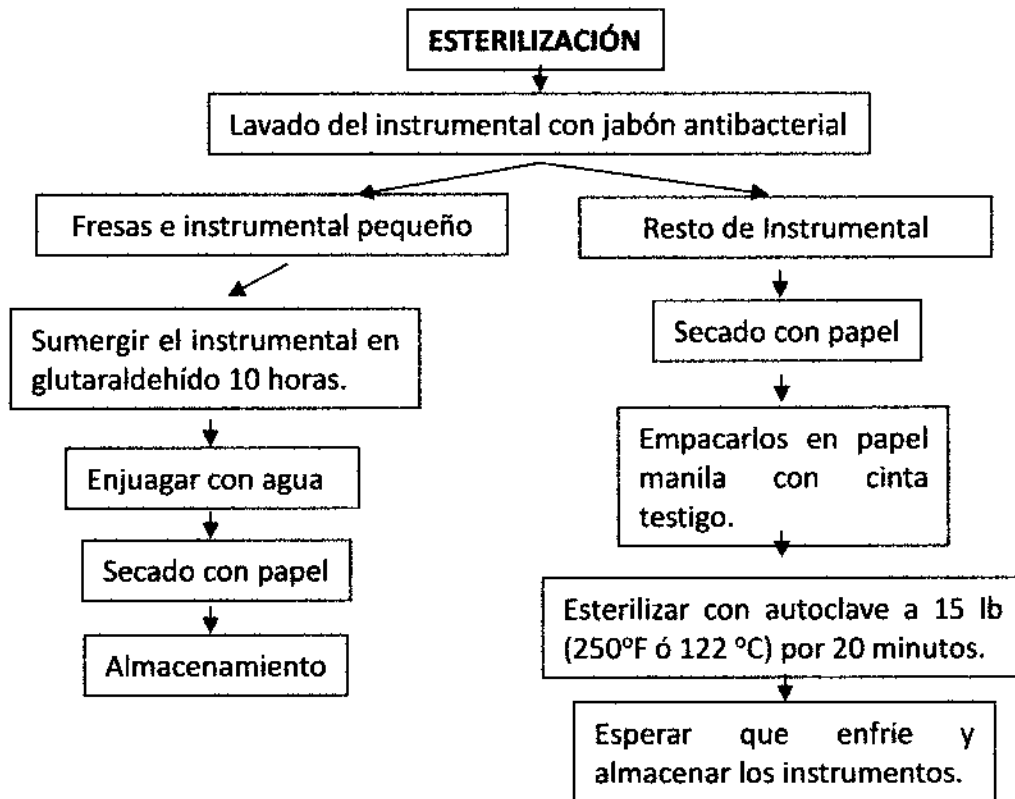 ESTERILIZACIÓN
Lavado del instrumental con jabón antibacterial
Fresas e instrumental pequeño
Sumergir el instrumental en
glutaraldehído 10 horas.
Enjuagar con agua
Secado con papel
Almacenamiento
Resto de Instrumental
Secado con papel
Empacarlos en papel
manila con cinta
testigo.
Esterilizar con autoclave a 15 lb
(250°F ó 122 °C) por 20 minutos.
Esperar que enfríe y
almacenar los instrumentos.